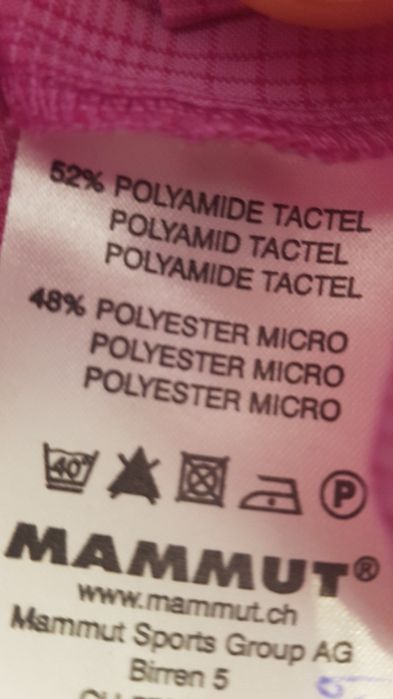 52% POLYAMIDE TACTEL
POLYAMID TACTEL
POLYAMIDE TACTEL
48% POLYESTER MICRO
POLYESTER MICRO
POLYESTER MICRO
40° P
MAMMUT®
www.mammut.ch
Mammut Sports Group AG
Birren 5